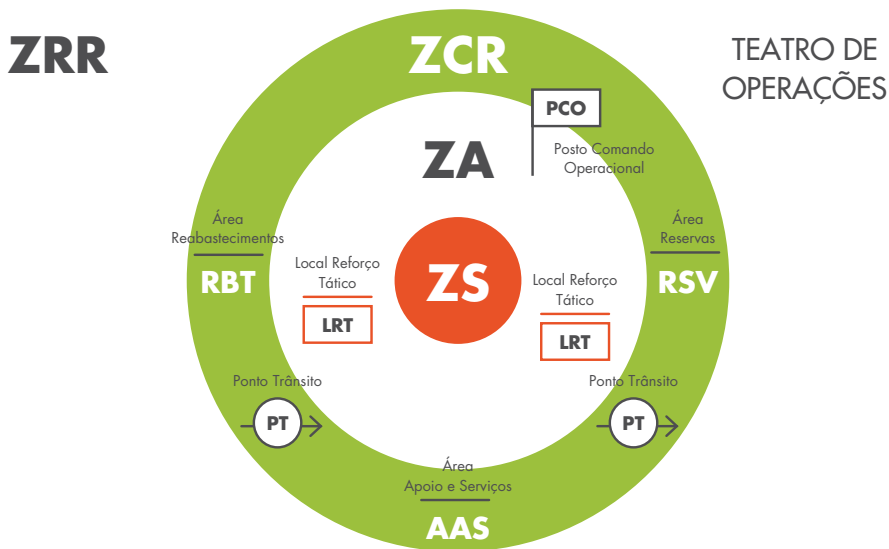 ZRR
ZCR
TEATRO DE
OPERAÇÕES
PCO
Posto Comando
Operacional
ZA
Área
Reabastecimentos
RBT
Área
Reservas
RSV
Local Reforço
Tático
LRT
ZS
Local Reforço
Tático
LRT
Ponto Trânsito
PT
Ponto Trânsito
PT
Área
Apoio e Serviços
AAS